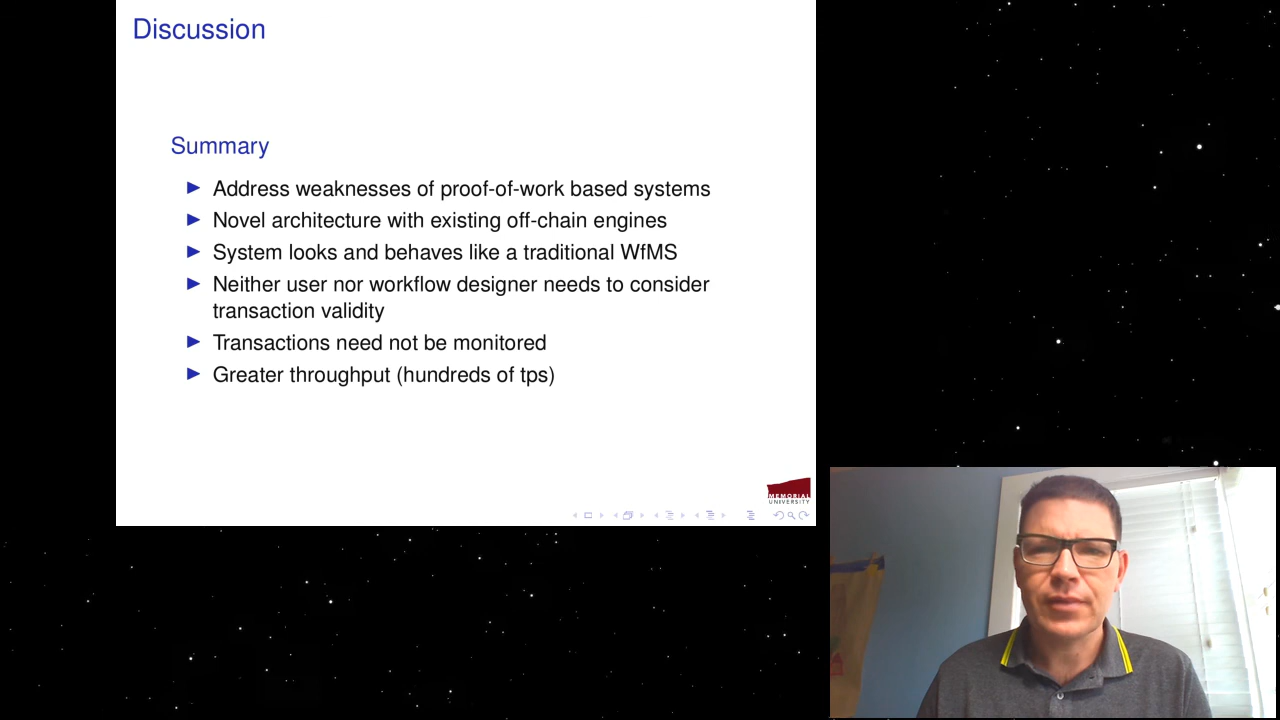 Discussion
Summary
Address weaknesses of proof-of-work based systems
Novel architecture with existing off-chain engines
System looks and behaves like a traditional WfMS
Neither user nor workflow designer needs to consider
transaction validity
Transactions need not be monitored
Greater throughput (hundreds of tps)
MEMORIAL
UNIVERSITY